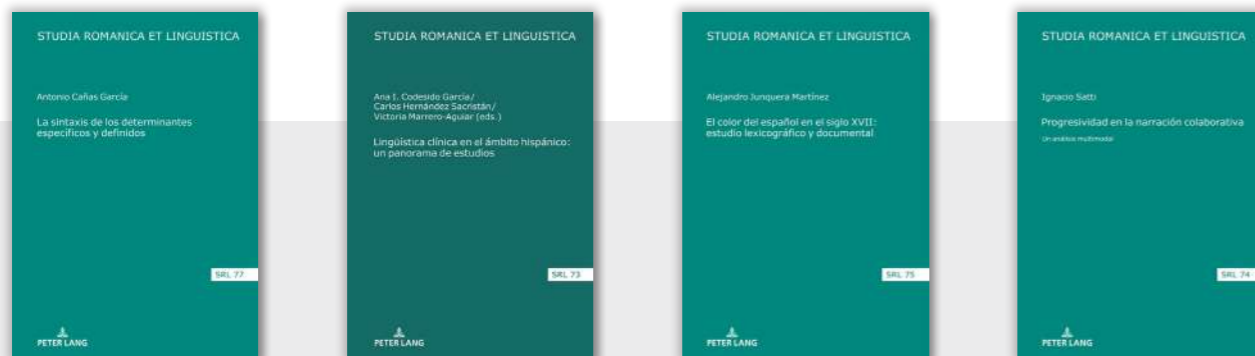 STUDIA ROMANICA ET LINGUISTICA
Antonio Cañas García
La sintaxis de los determinantes
específicos y definidos
SRL 77
PETER LANG
STUDIA ROMANICA ET LINGUISTICA
Ana I. Codesido García/
Carlos Hernández Sacristán/
Victoria Marrero-Aguiar (eds.)
Lingüística clínica en el ámbito hispánico:
un panorama de estudios
SRL 73
PETER LANG
STUDIA ROMANICA ET LINGUISTICA
Alejandro Junquera Martínez
El color del español en el siglo XVII:
estudio lexicográfico y documental
SRL 75
PETER LANG
STUDIA ROMANICA ET LINGUISTICA
Ignacio Satti
Progresividad en la narración colaborativa
Un análisis multimodal
SRL 74
PETER LANG